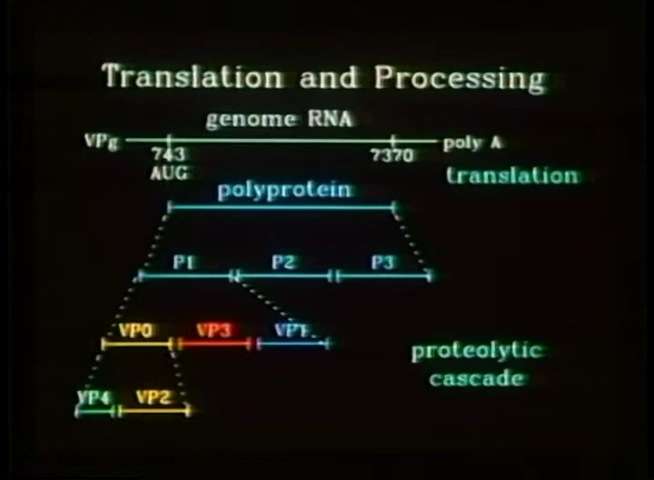 Translation and Processing
genome RNA
VPg poly A
743 7370
AUG
translation
polyprotein
P1 P2 P3
VP0 VP3 VP1
proteolytic
cascade
VP4 VP2